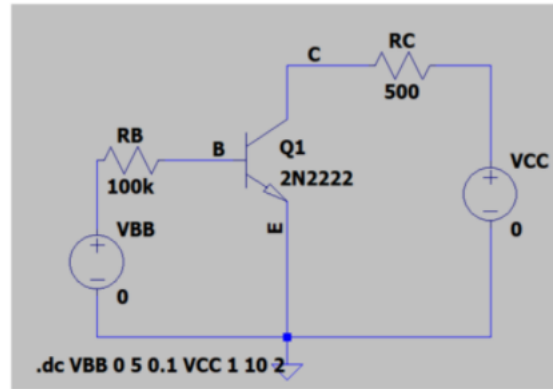 C
RC
500
RB
B
Q1
100k
2N2222
VCC
E
VBB
0
0
.dc VBB 0 5 0.1 VCC 1 10 2